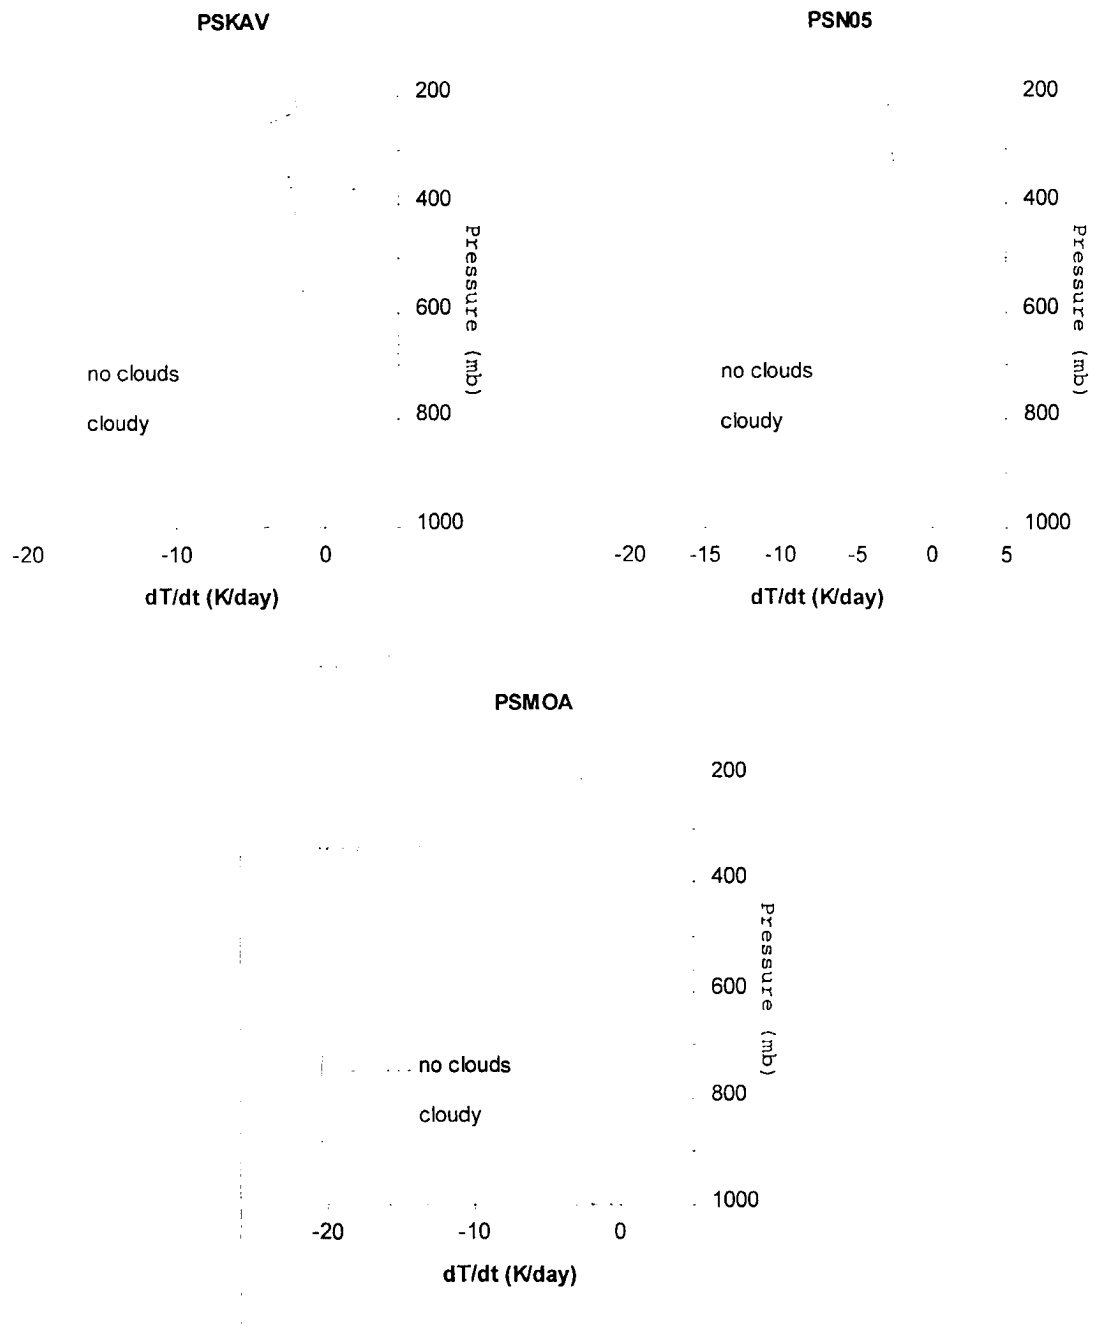 PSKAV
200
400
600
800
1000
Pressure (mb)
no clouds
cloudy
-20 -10 0
dT/dt (K/day)
PSN05
200
400
600
800
1000
Pressure (mb)
no clouds
cloudy
-20 -15 -10 -5 0 5
dT/dt (K/day)
PSMOA
200
400
600
800
1000
Pressure (mb)
no clouds
cloudy
-20 -10 0
dT/dt (K/day)